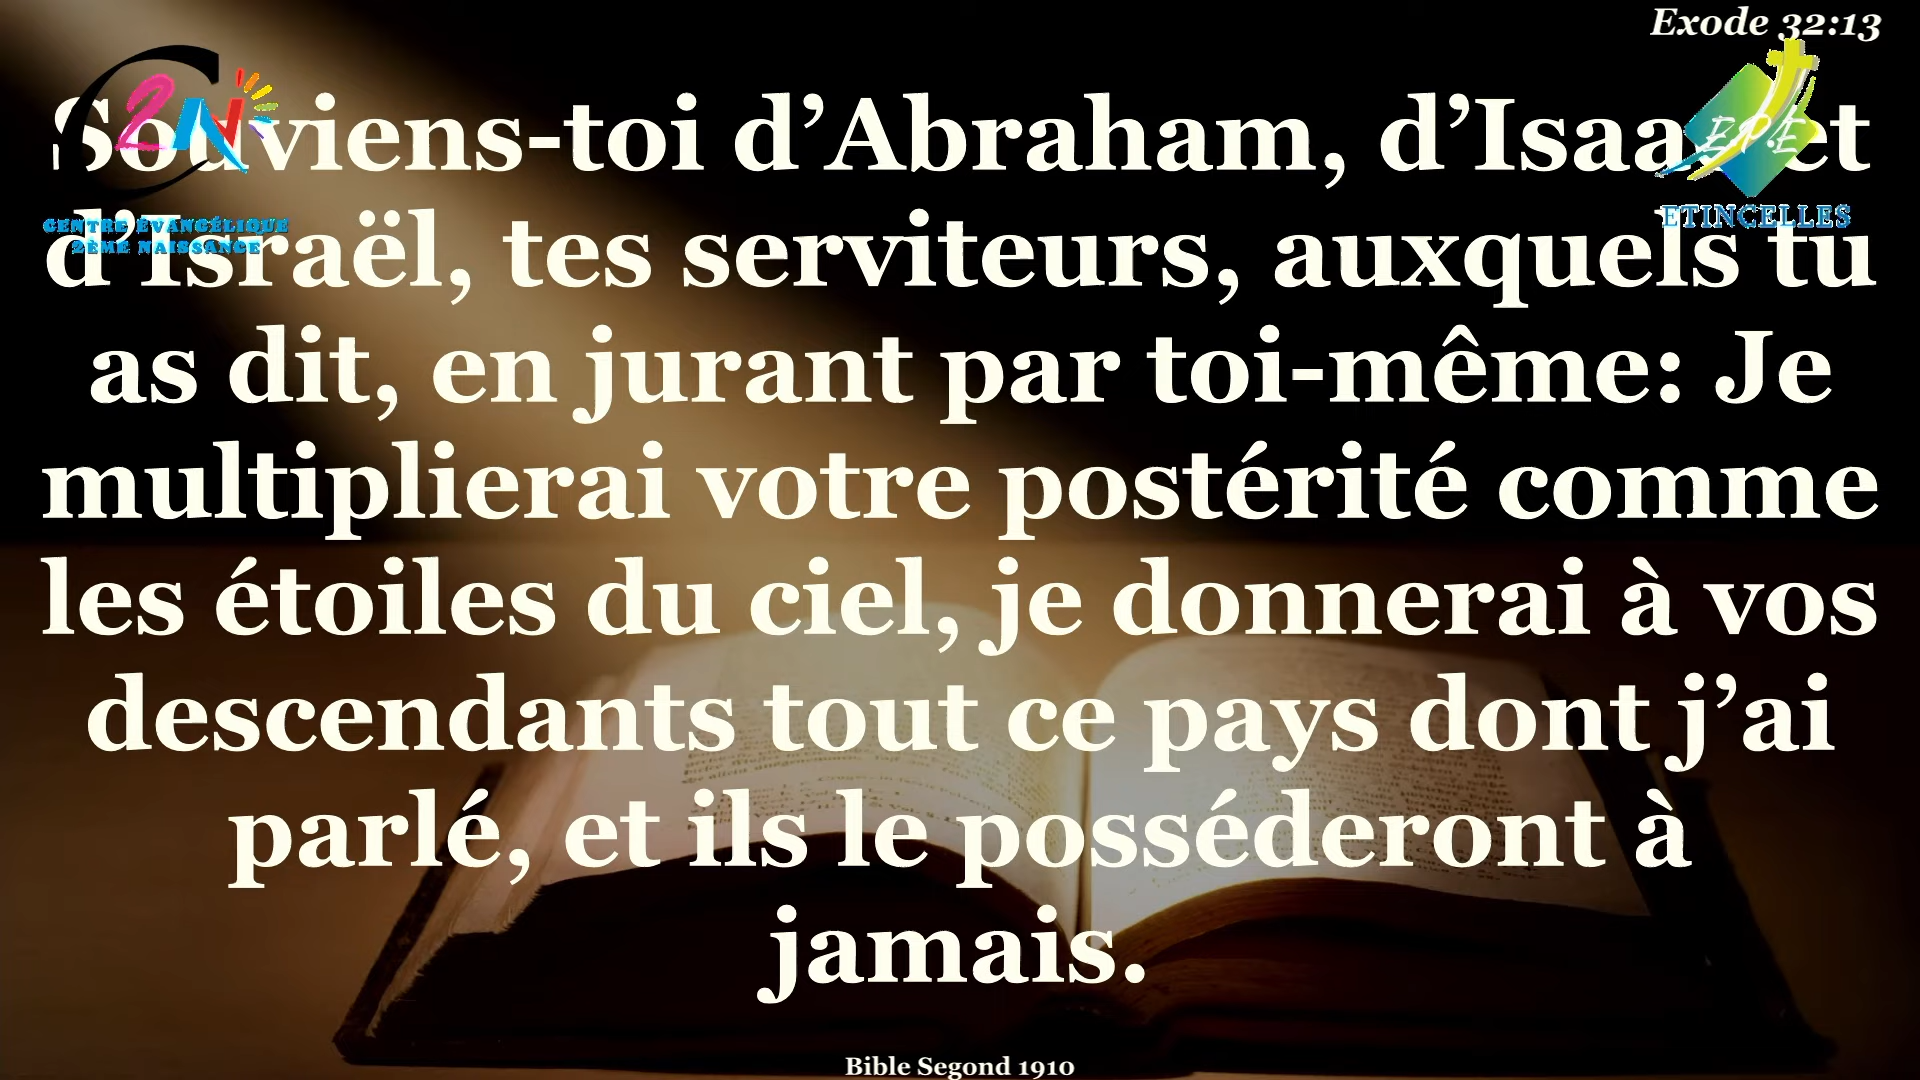 Exode 32:13
C2N
CENTRE ÉVANGÉLIQUE
2ÈME NAISSANCE
E.P.E
ETINCELLES
Souviens-toi d’Abraham, d’Isaac et
d’Israël, tes serviteurs, auxquels tu
as dit, en jurant par toi-même: Je
multiplierai votre postérité comme
les étoiles du ciel, je donnerai à vos
descendants tout ce pays dont j’ai
parlé, et ils le posséderont à
jamais.
Bible Segond 1910